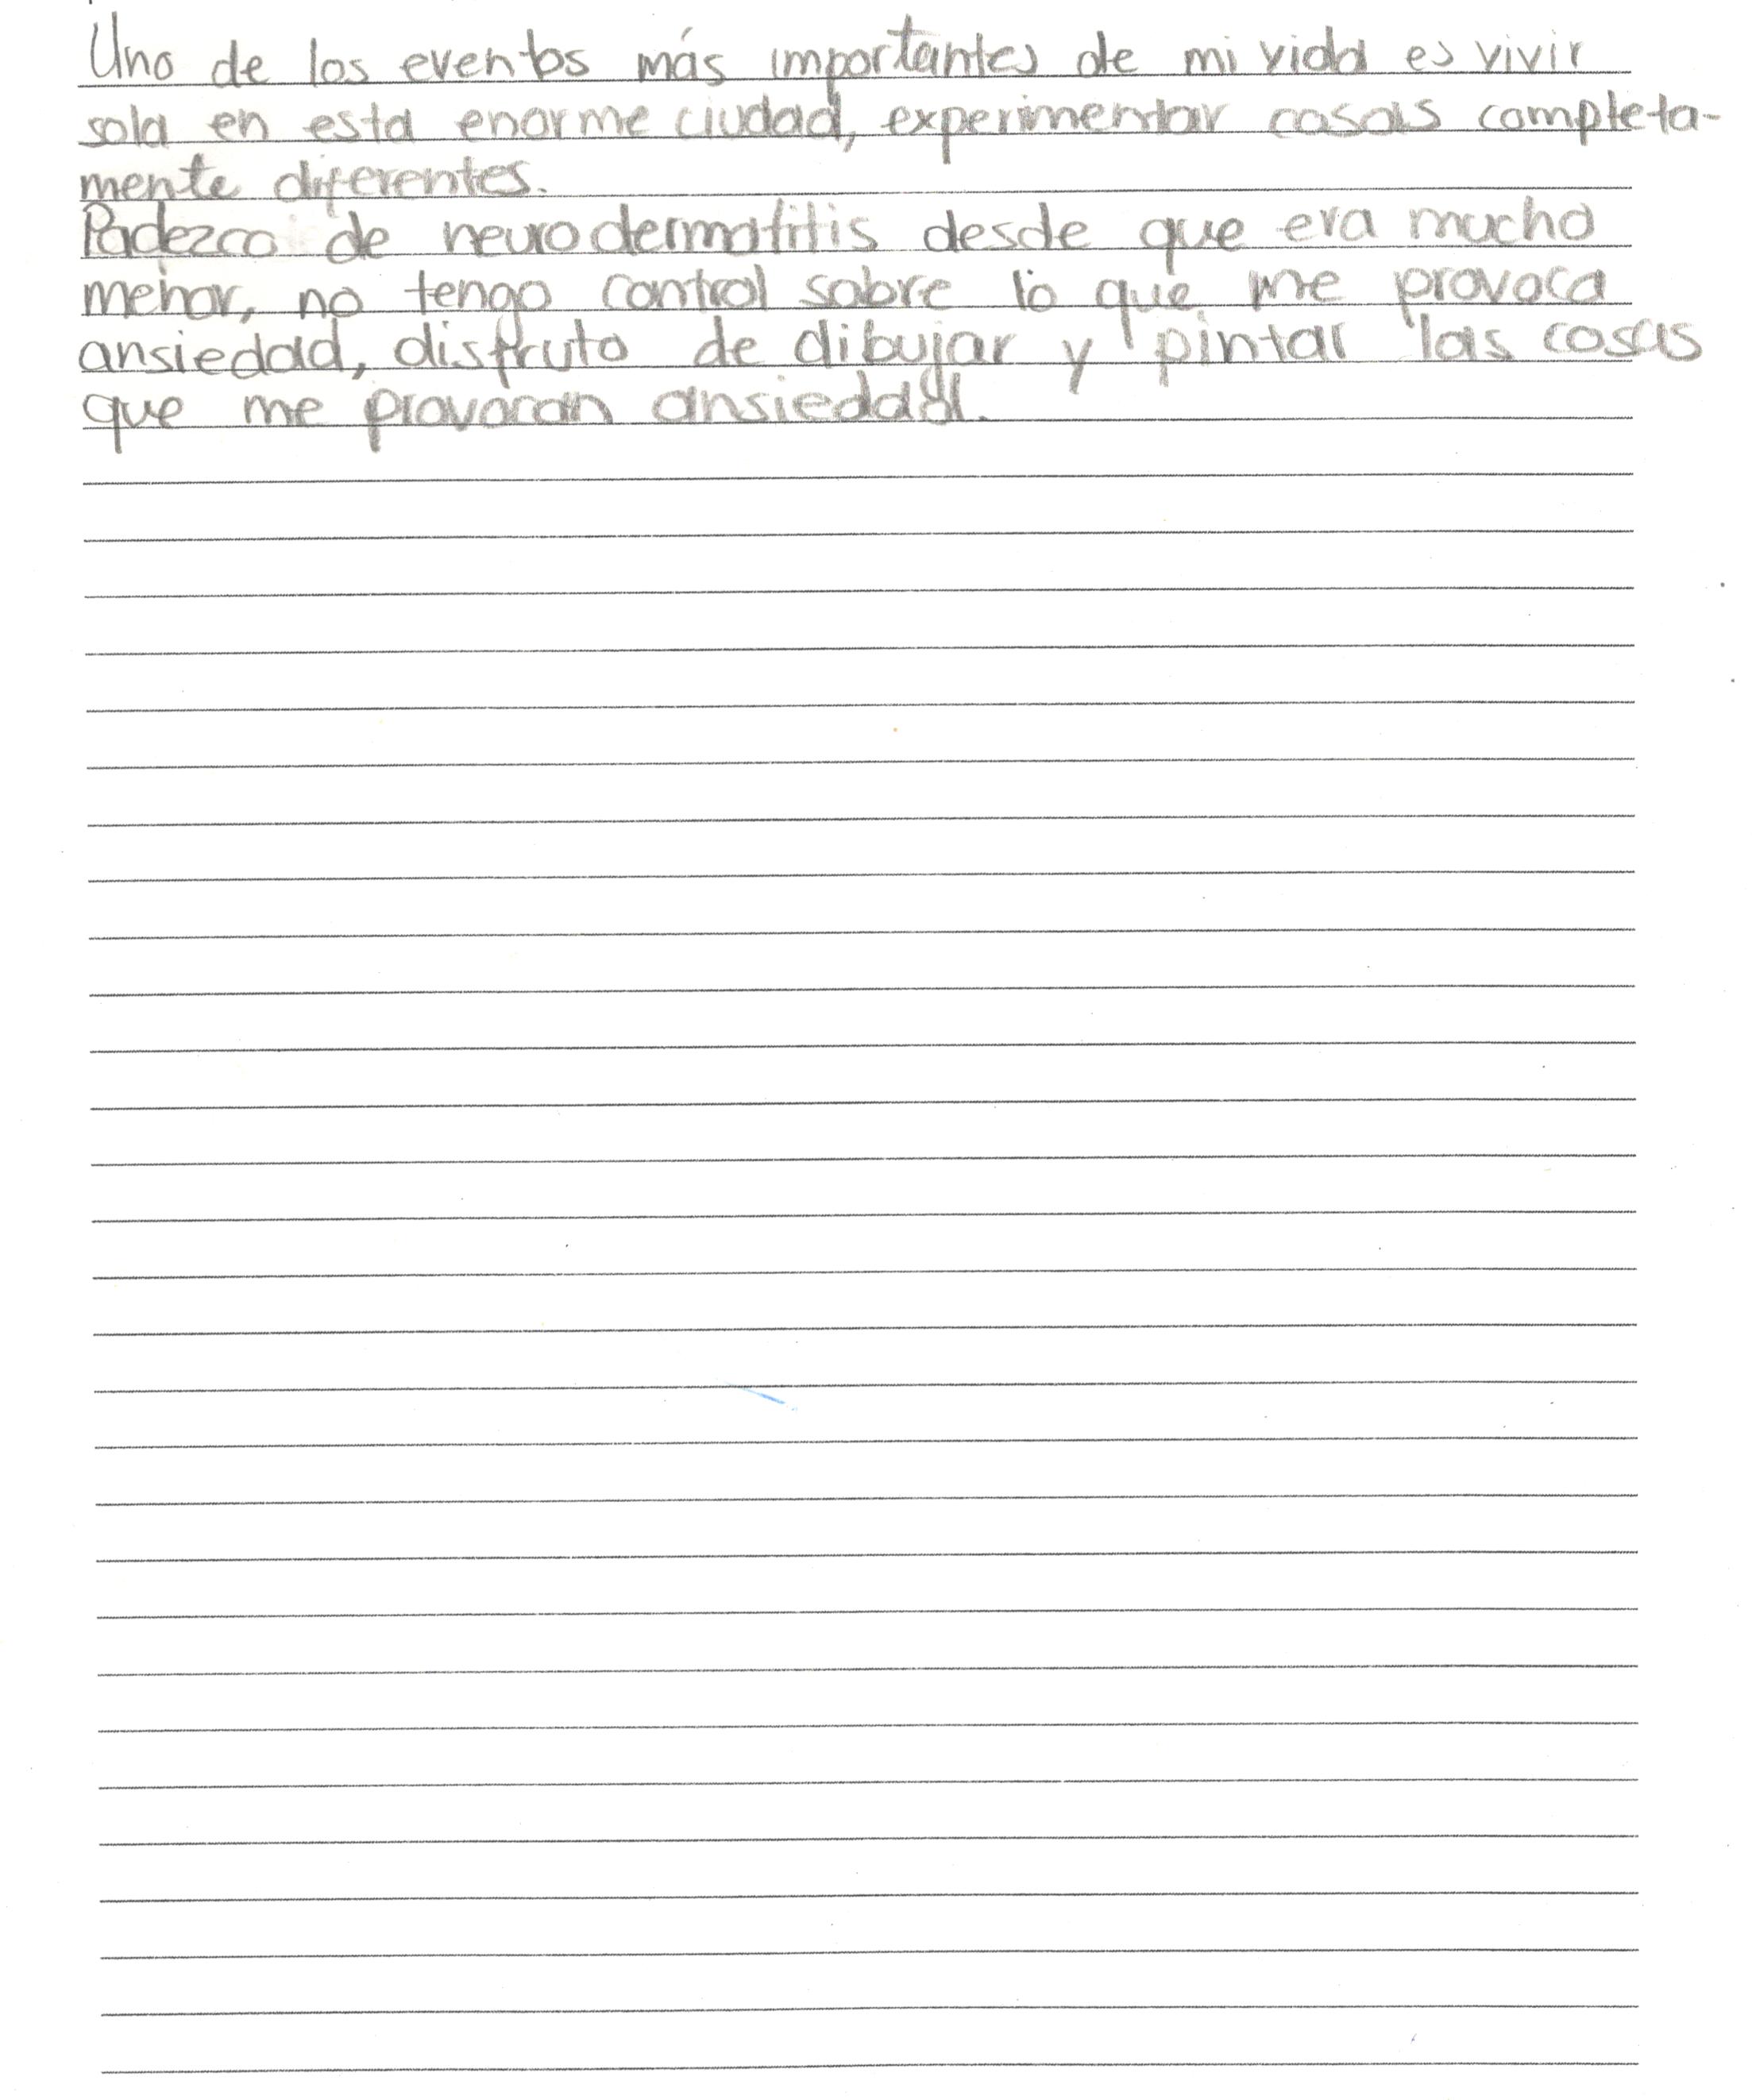 Uno de los eventos más importantes de mi vida es vivir
sola en esta enorme ciudad, experimentar cosas completa-
mente diferentes.
Padezco de neurodermatitis desde que era mucho
menor, no tengo control sobre lo que me provoca
ansiedad, disfruto de dibujar y pintar las cosas
que me provocan ansiedad.